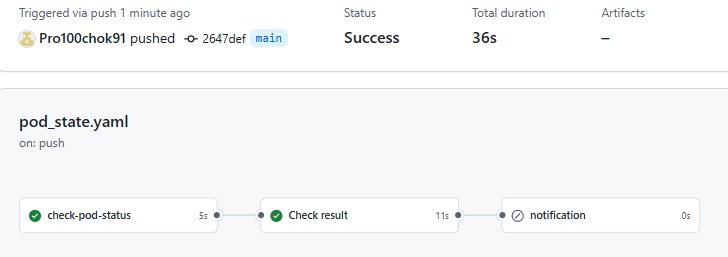 Triggered via push 1 minute ago
Status
Total duration
Artifacts
Pro100chok91 pushed 2647def main
Success
36s
–
pod_state.yaml
on: push
check-pod-status 5s
Check result 11s
notification 0s